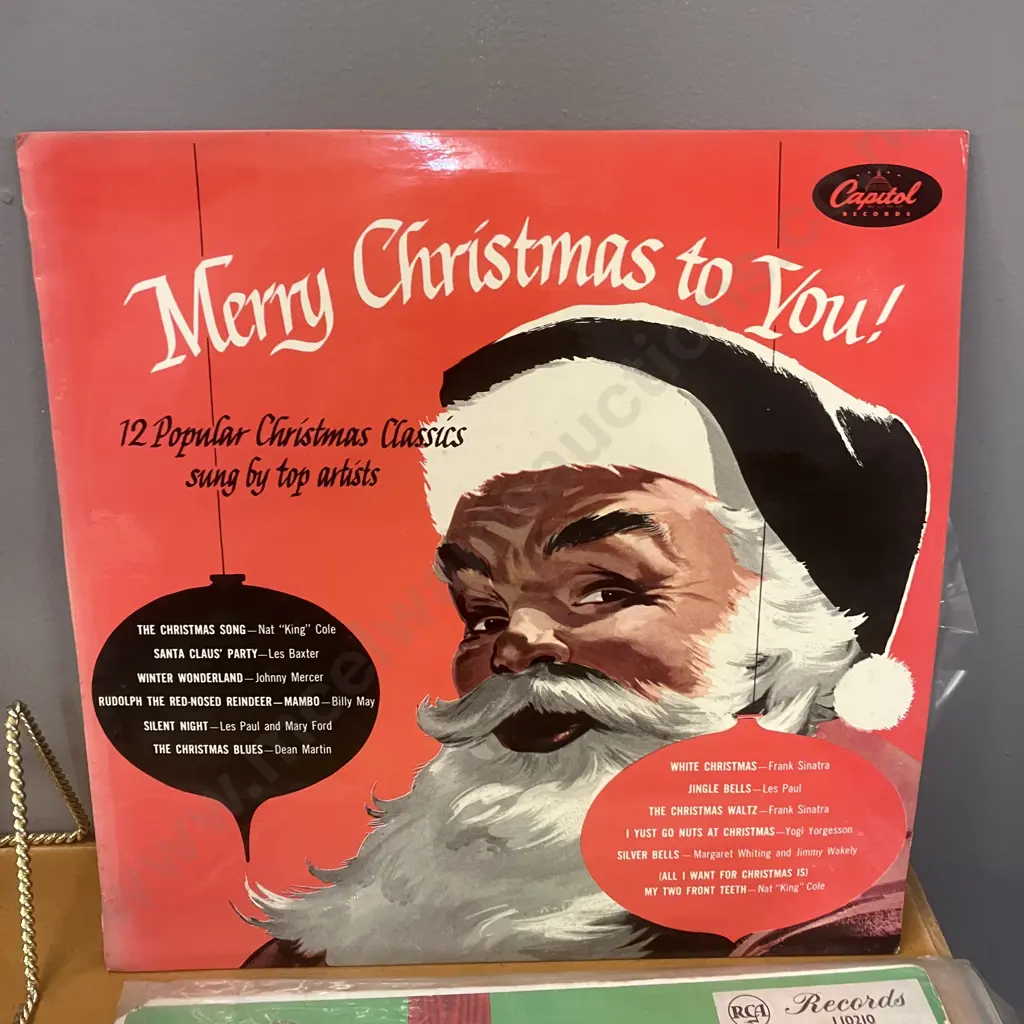 Capitol
RECORDS
Merry Christmas to You!
12 Popular Christmas Classics
sung by top artists
THE CHRISTMAS SONG—Nat "King" Cole
SANTA CLAUS' PARTY—Les Baxter
WINTER WONDERLAND—Johnny Mercer
RUDOLPH THE RED-NOSED REINDEER—MAMBO—Billy May
SILENT NIGHT—Les Paul and Mary Ford
THE CHRISTMAS BLUES—Dean Martin
WHITE CHRISTMAS—Frank Sinatra
JINGLE BELLS—Les Paul
THE CHRISTMAS WALTZ—Frank Sinatra
I YUST GO NUTS AT CHRISTMAS—Yogi Yorgesson
SILVER BELLS—Margaret Whiting and Jimmy Wakely
(ALL I WANT FOR CHRISTMAS IS)
MY TWO FRONT TEETH—Nat "King" Cole
RCA Records